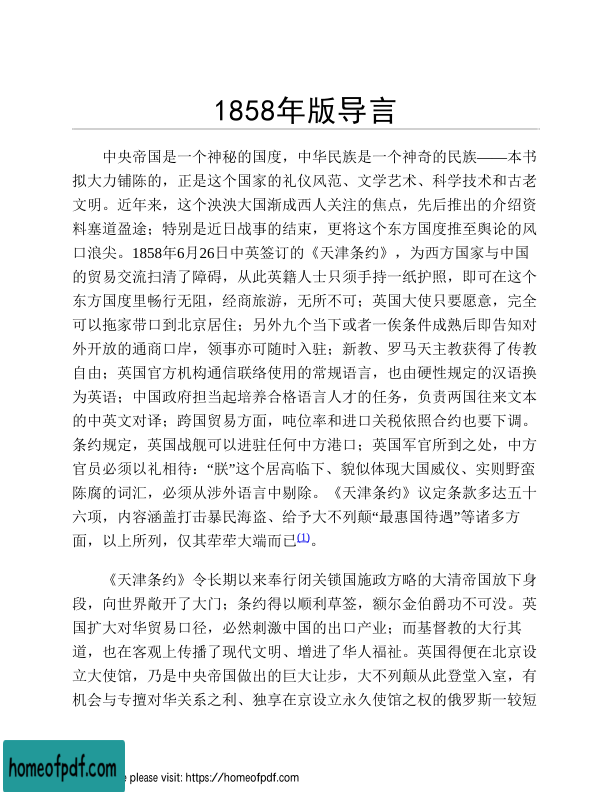 1858年版导言
中央帝国是一个神秘的国度，中华民族是一个神奇的民族——本书
拟大力铺陈的，正是这个国家的礼仪风范、文学艺术、科学技术和古老
文明。近年来，这个泱泱大国渐成西人关注的焦点，先后推出的介绍资
料塞道盈途；特别是近日战事的结束，更将这个东方国度推至舆论的风
口浪尖。1858年6月26日中英签订的《天津条约》，为西方国家与中国
的贸易交流扫清了障碍，从此英籍人士只须手持一纸护照，即可在这个
东方国度里畅行无阻，经商旅游，无所不可；英国大使只要愿意，完全
可以拖家带口到北京居住；另外九个当下或者一俟条件成熟后即告知对
外开放的通商口岸，领事亦可随时入驻；新教、罗马天主教获得了传教
自由；英国官方机构通信联络使用的常规语言，也由硬性规定的汉语换
为英语；中国政府担当起培养合格语言人才的任务，负责两国往来文本
的中英文对译；跨国贸易方面，吨位率和进口关税依照合约也要下调。
条约规定，英国战舰可以进驻任何中方港口；英国军官所到之处，中方
官员必须以礼相待：“朕”这个居高临下、貌似体现大国威仪、实则野蛮
陈腐的词汇，必须从涉外语言中剔除。《天津条约》议定条款多达五十
六项，内容涵盖打击暴民海盗、给予大不列颠“最惠国待遇”等诸多方
面，以上所列，仅其荦荦大端而已(1)。
《天津条约》令长期以来奉行闭关锁国施政方略的大清帝国放下身
段，向世界敞开了大门；条约得以顺利草签，额尔金伯爵功不可没。英
国扩大对华贸易口径，必然刺激中国的出口产业；而基督教的大行其
道，也在客观上传播了现代文明、增进了华人福祉。英国得便在北京设
立大使馆，乃是中央帝国做出的巨大让步，大不列颠从此登堂入室，有
机会与专擅对华关系之利、独享在京设立永久使馆之权的俄罗斯一较短
homeofpdf.com
e please visit: https://homeofpdf.com